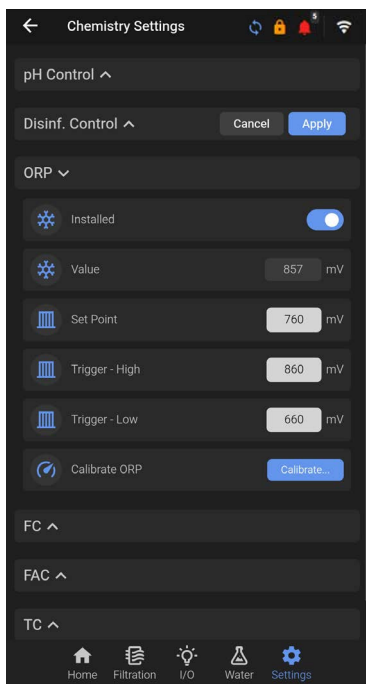 Chemistry Settings
5
pH Control
Disinf. Control Cancel Apply
ORP
Installed
Value 857 mV
Set Point 760 mV
Trigger - High 860 mV
Trigger - Low 660 mV
Calibrate ORP Calibrate...
FC
FAC
TC
Home Filtration I/O Water Settings